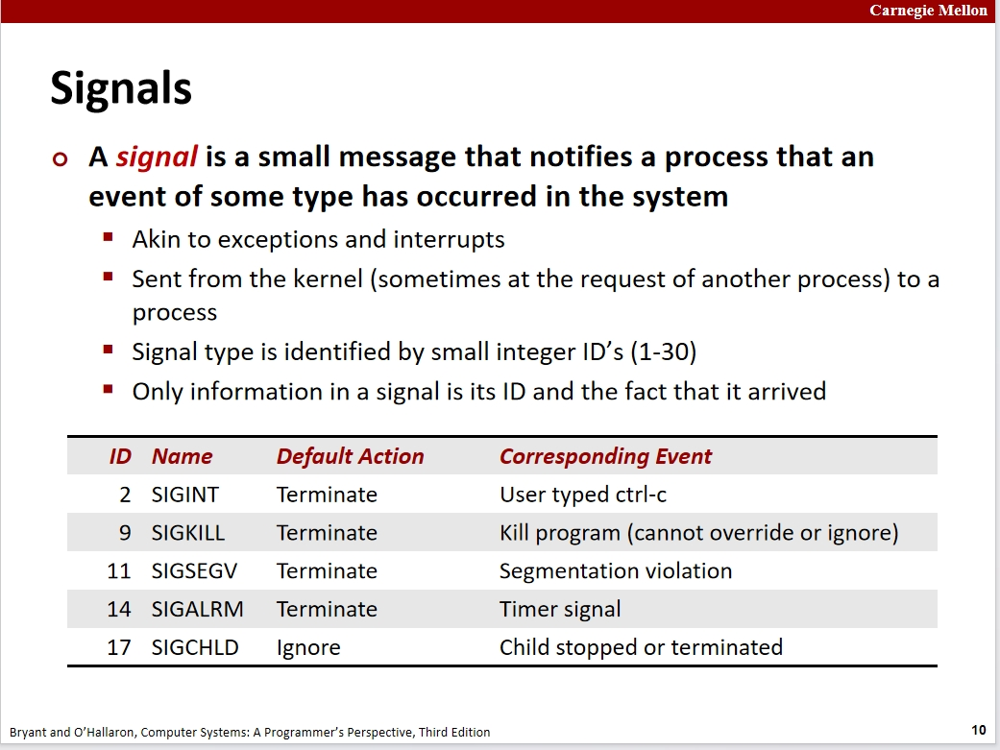 Carnegie Mellon
Signals
A signal is a small message that notifies a process that an
event of some type has occurred in the system
Akin to exceptions and interrupts
Sent from the kernel (sometimes at the request of another process) to a
process
Signal type is identified by small integer ID’s (1-30)
Only information in a signal is its ID and the fact that it arrived
ID Name Default Action Corresponding Event
2 SIGINT Terminate User typed ctrl-c
9 SIGKILL Terminate Kill program (cannot override or ignore)
11 SIGSEGV Terminate Segmentation violation
14 SIGALRM Terminate Timer signal
17 SIGCHLD Ignore Child stopped or terminated
Bryant and O’Hallaron, Computer Systems: A Programmer’s Perspective, Third Edition 10